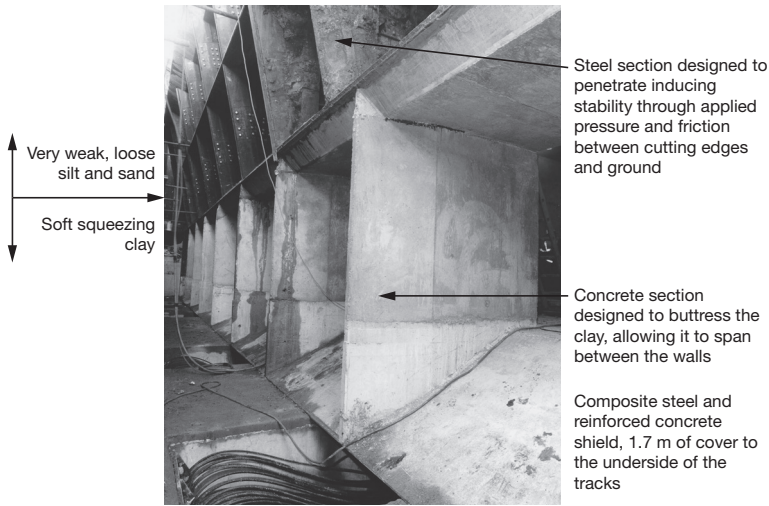 Very weak, loose
silt and sand
Soft squeezing
clay
Steel section designed to
penetrate inducing
stability through applied
pressure and friction
between cutting edges
and ground
Concrete section
designed to buttress the
clay, allowing it to span
between the walls
Composite steel and
reinforced concrete
shield, 1.7 m of cover to
the underside of the
tracks